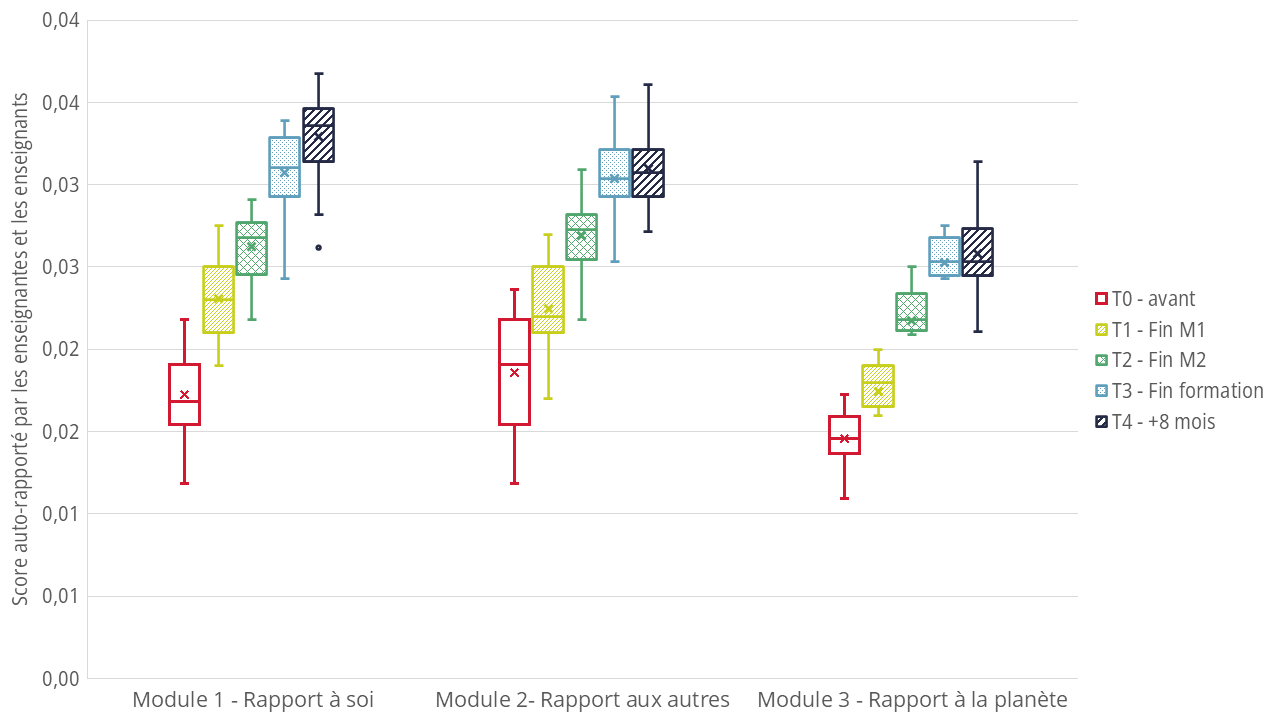 Score auto-rapporté par les enseignantes et les enseignants
0,04
0,04
0,03
0,03
0,02
0,02
0,01
0,01
0,00
Module 1 - Rapport à soi
Module 2- Rapport aux autres
Module 3 - Rapport à la planète
T0 - avant
T1 - Fin M1
T2 - Fin M2
T3 - Fin formation
T4 - +8 mois